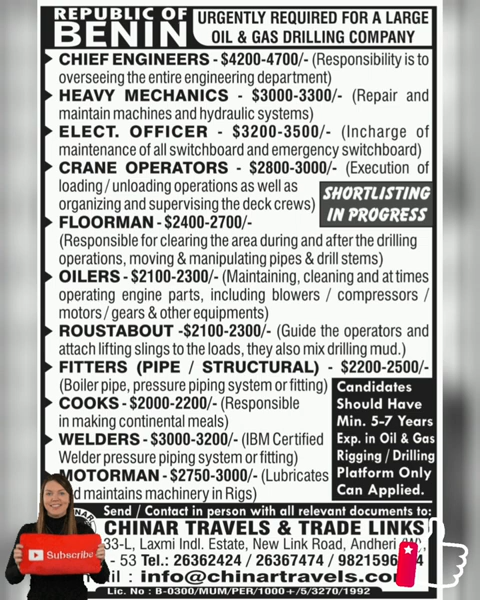 REPUBLIC OF
BENIN
URGENTLY REQUIRED FOR A LARGE
OIL & GAS DRILLING COMPANY
CHIEF ENGINEERS - $4200-4700/- (Responsibility is to
overseeing the entire engineering department)
HEAVY MECHANICS - $3000-3300/- (Repair and
maintain machines and hydraulic systems)
ELECT. OFFICER - $3200-3500/- (Incharge of
maintenance of all switchboard and emergency switchboard)
CRANE OPERATORS - $2800-3000/- (Execution of
loading / unloading operations as well as
organizing and supervising the deck crews)
SHORTLISTING
IN PROGRESS
FLOORMAN - $2400-2700/-
(Responsible for clearing the area during and after the drilling
operations, moving & manipulating pipes & drill stems)
OILERS - $2100-2300/- (Maintaining, cleaning and at times
operating engine parts, including blowers / compressors /
motors / gears & other equipments)
ROUSTABOUT -$2100-2300/- (Guide the operators and
attach lifting slings to the loads, they also mix drilling mud.)
FITTERS (PIPE / STRUCTURAL) - $2200-2500/-
(Boiler pipe, pressure piping system or fitting)
COOKS - $2000-2200/- (Responsible
in making continental meals)
WELDERS - $3000-3200/- (IBM Certified
Welder pressure piping system or fitting)
MOTORMAN - $2750-3000/- (Lubricates
nd maintains machinery in Rigs)
Candidates
Should Have
Min. 5-7 Years
Exp. in Oil & Gas
Rigging / Drilling
Platform Only
Can Applied.
Send / Contact in person with all relevant documents to:
CHINAR TRAVELS & TRADE LINKS
33-L, Laxmi Indl. Estate, New Link Road, Andheri
- 53 Tel.: 26362424 / 26367474 /
il : info@chinartravels.co
Lic. No : B-0300/MUM/PER/1000+/5/3270/1992
Subscribe